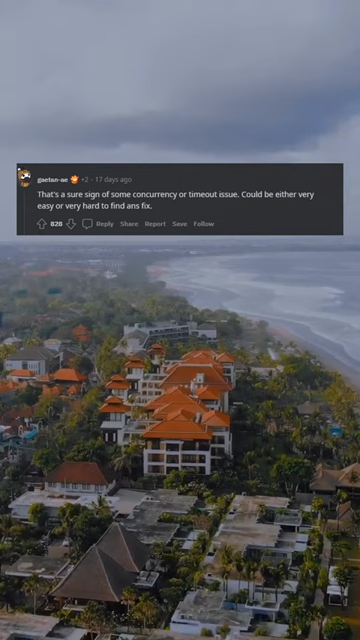 gaetan-ae +2 - 17 days ago
That's a sure sign of some concurrency or timeout issue. Could be either very
easy or very hard to find ans fix.
828 Reply Share Report Save Follow